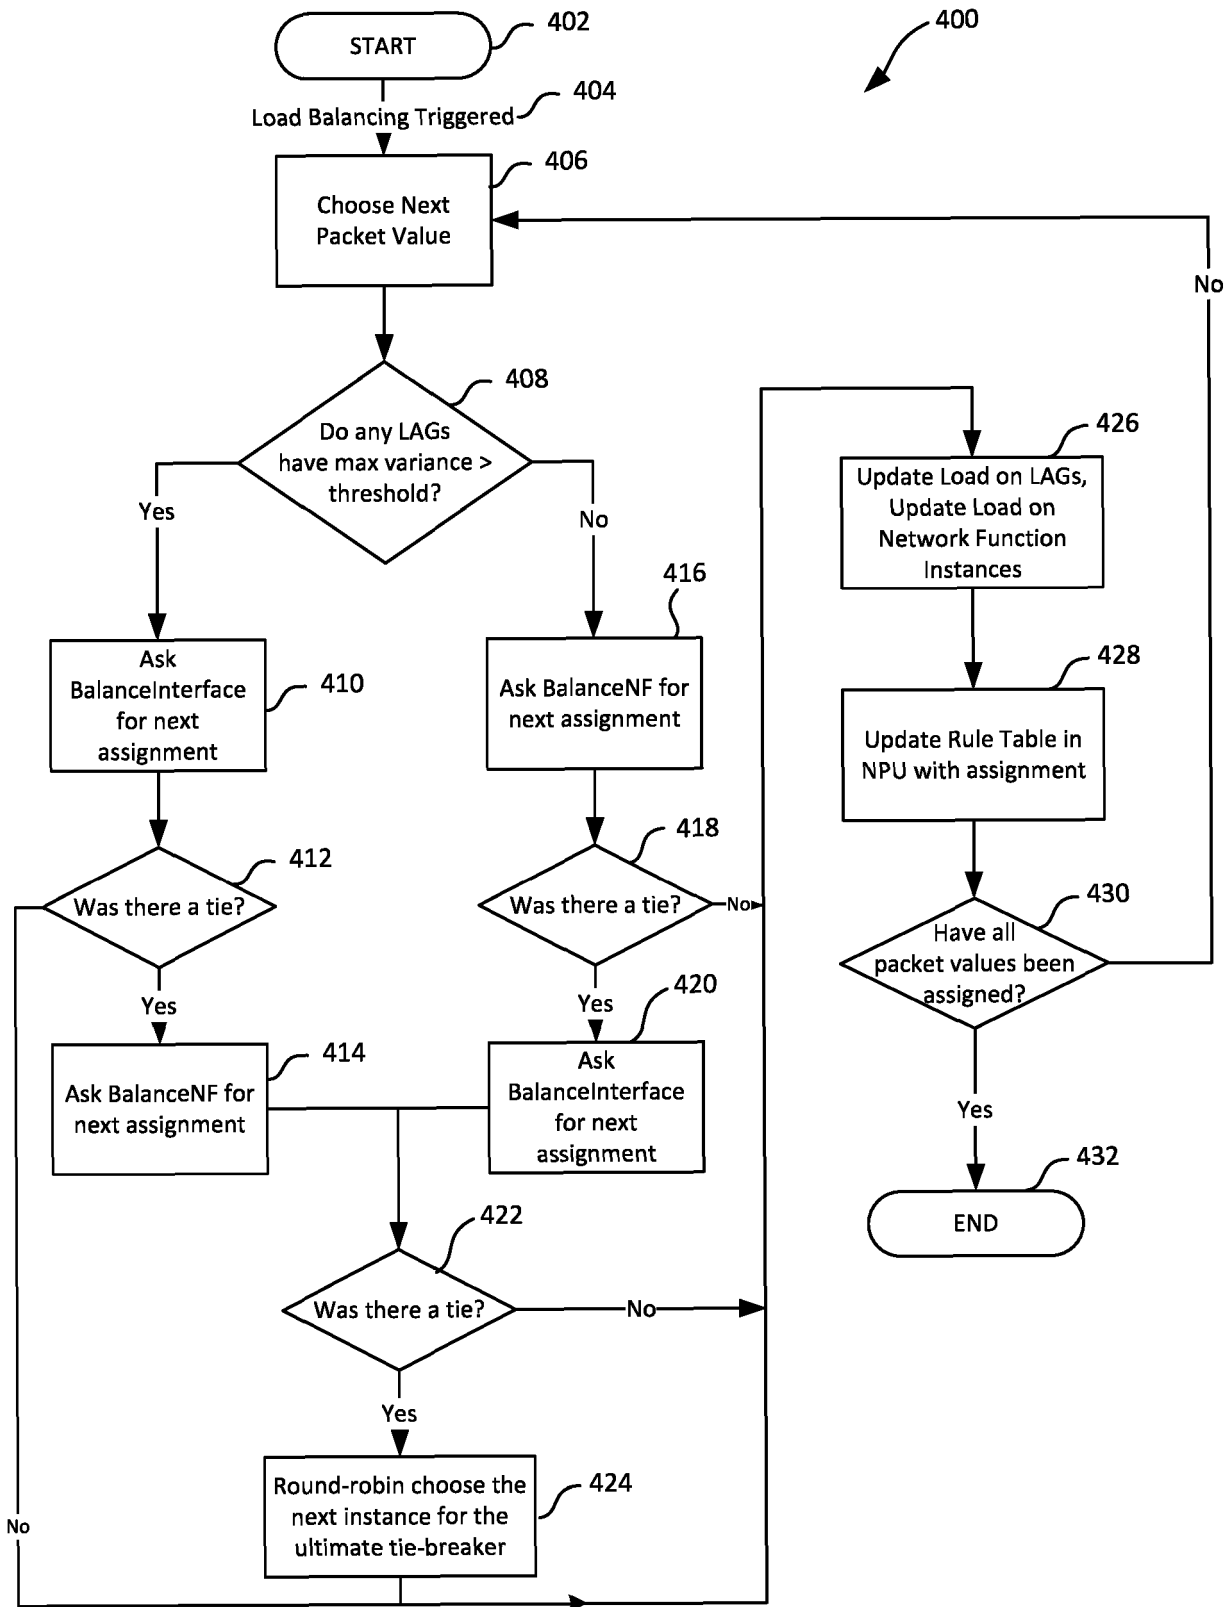 400
START
402
Load Balancing Triggered
404
Choose Next
Packet Value
406
No
Do any LAGs
have max variance >
threshold?
408
Yes
No
Ask
BalanceInterface
for next
assignment
410
Ask BalanceNF for
next assignment
416
Was there a tie?
412
Was there a tie?
418
No
Yes
Yes
Ask BalanceNF for
next assignment
414
Ask
BalanceInterface
for next
assignment
420
Was there a tie?
422
No
Yes
Round-robin choose the
next instance for the
ultimate tie-breaker
424
No
Update Load on LAGs,
Update Load on
Network Function
Instances
426
Update Rule Table in
NPU with assignment
428
Have all
packet values been
assigned?
430
Yes
END
432